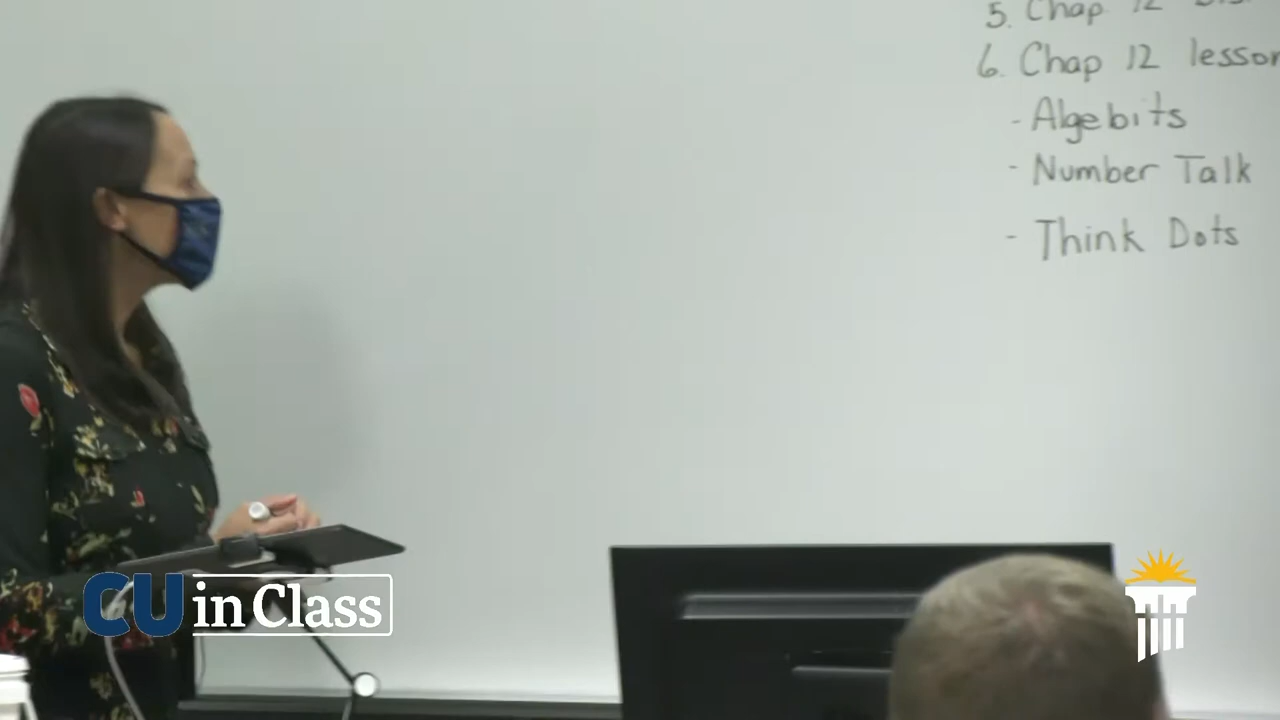 5. Chap 12
6. Chap 12 lesson
- Algebits
- Number Talk
- Think Dots
CU in Class